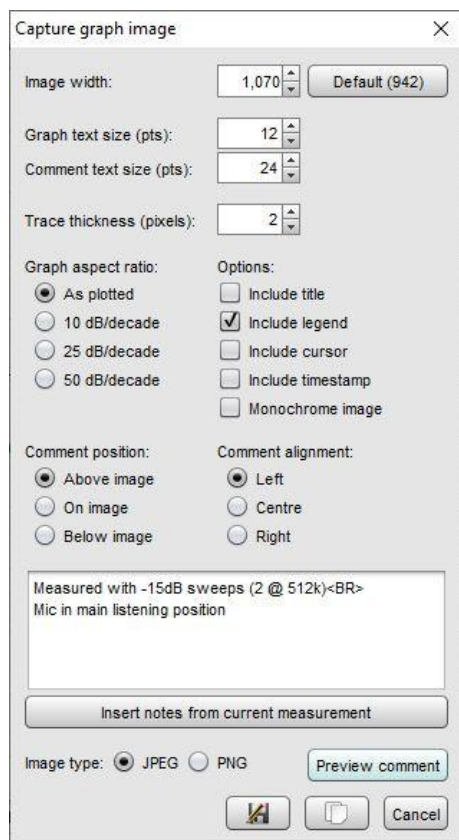 Capture graph image
Image width: 1,070 Default (942)
Graph text size (pts): 12
Comment text size (pts): 24
Trace thickness (pixels): 2
Graph aspect ratio: Options:
As plotted Include title
10 dB/decade Include legend
25 dB/decade Include cursor
50 dB/decade Include timestamp
Monochrome image
Comment position: Comment alignment:
Above image Left
On image Centre
Below image Right
Measured with -15dB sweeps (2 @ 512k)<BR>
Mic in main listening position
Insert notes from current measurement
Image type: JPEG PNG Preview comment
Cancel